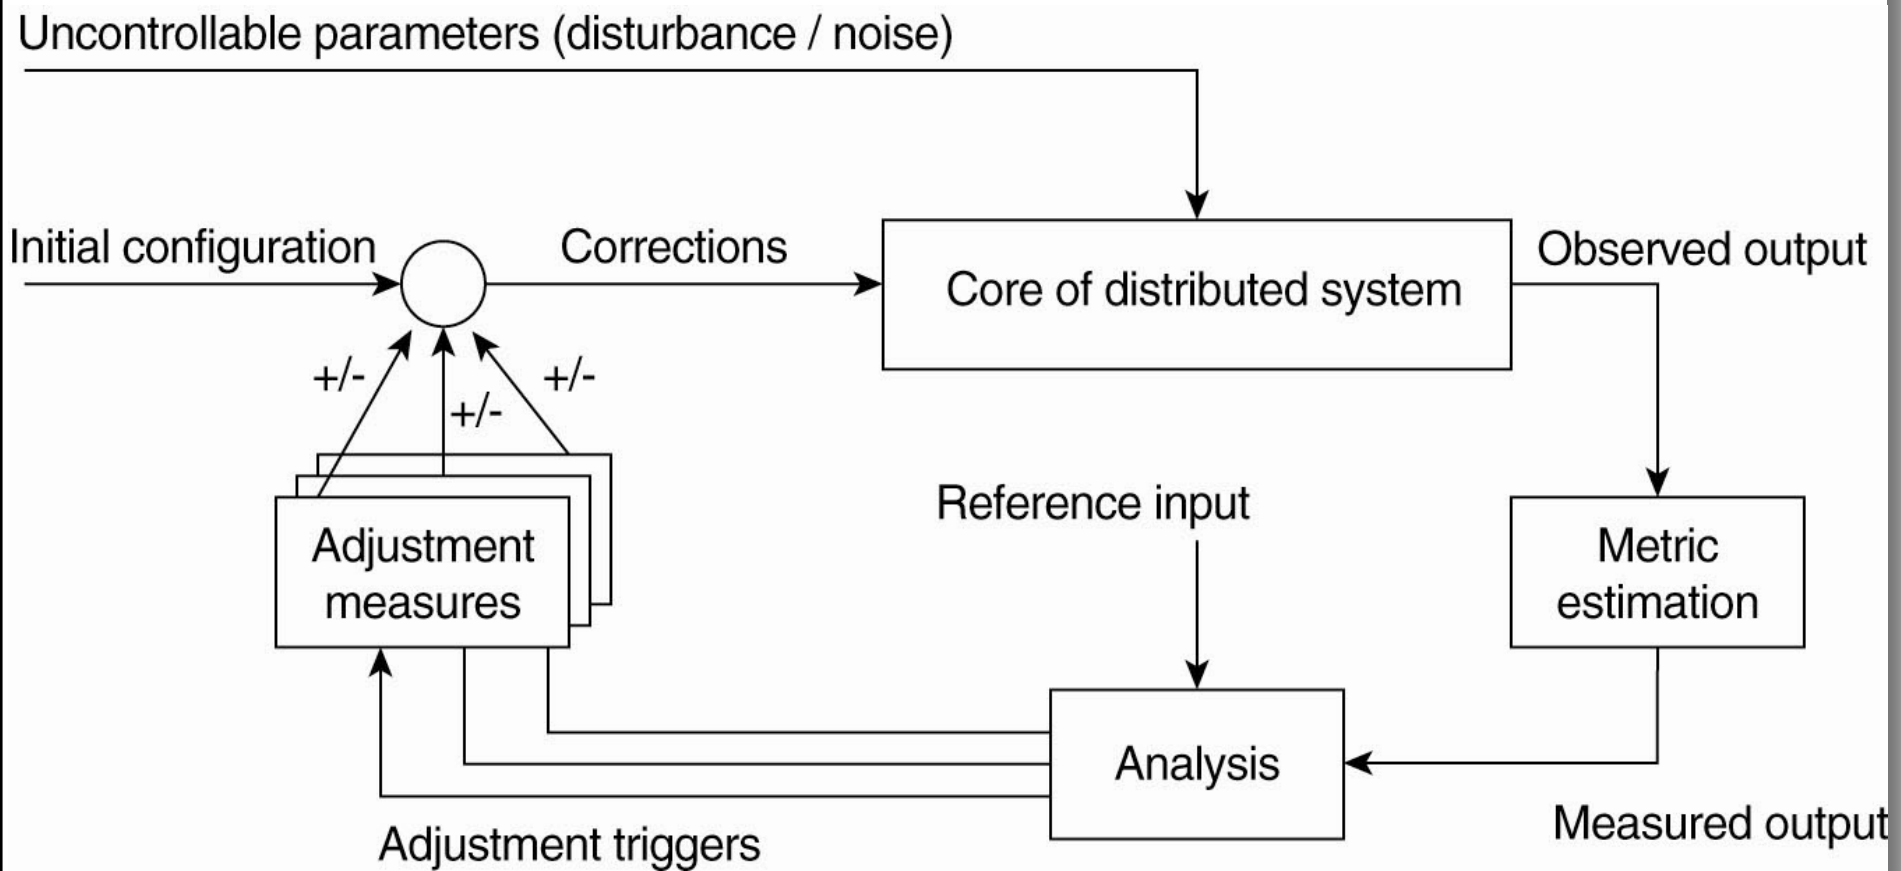 Uncontrollable parameters (disturbance / noise)
Initial configuration
Corrections
Core of distributed system
Observed output
+/-
+/-
+/-
Reference input
Adjustment
measures
Metric
estimation
Analysis
Measured output
Adjustment triggers